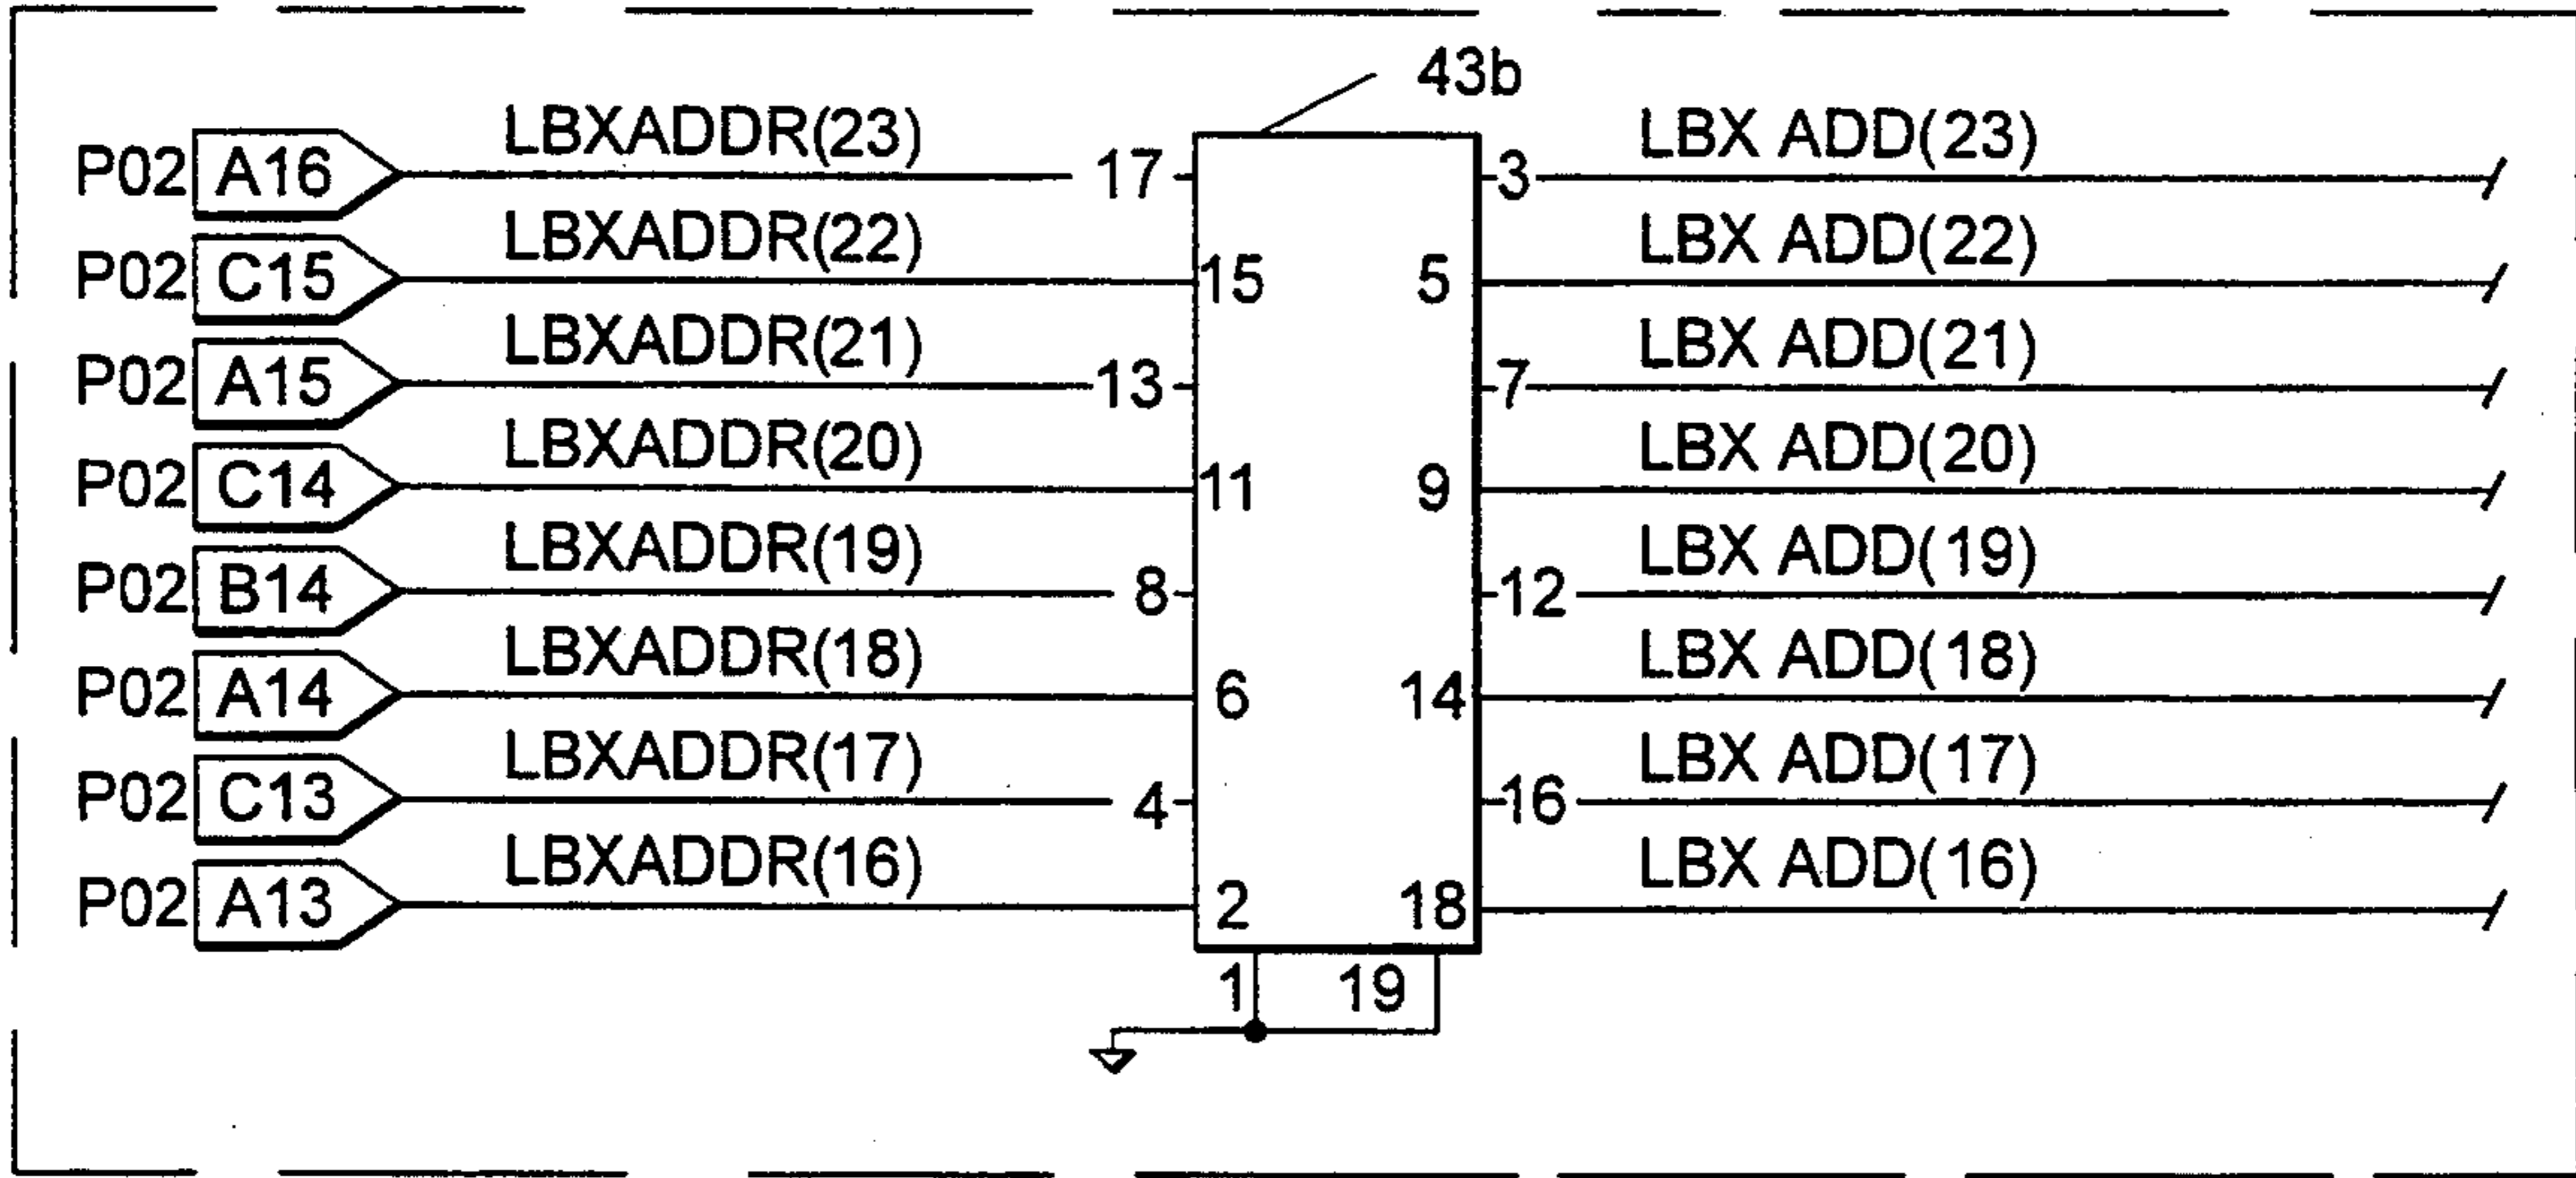 43b
P02 A16 LBXADDR(23) 17 3 LBX ADD(23)
P02 C15 LBXADDR(22) 15 5 LBX ADD(22)
P02 A15 LBXADDR(21) 13 7 LBX ADD(21)
P02 C14 LBXADDR(20) 11 9 LBX ADD(20)
P02 B14 LBXADDR(19) 8 12 LBX ADD(19)
P02 A14 LBXADDR(18) 6 14 LBX ADD(18)
P02 C13 LBXADDR(17) 4 16 LBX ADD(17)
P02 A13 LBXADDR(16) 2 18 LBX ADD(16)
1 19